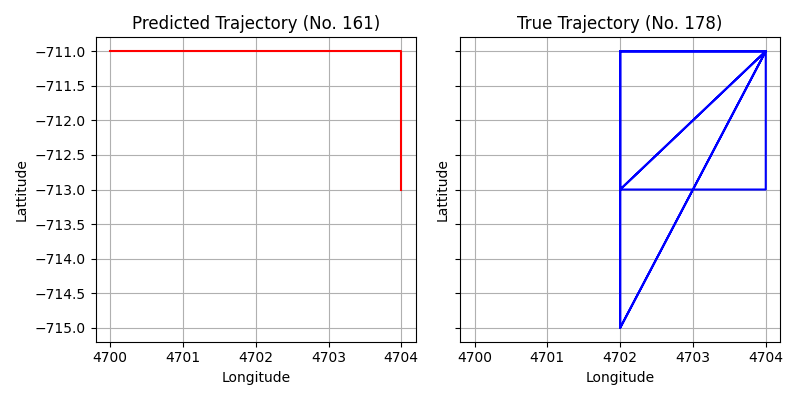 Predicted Trajectory (No. 161)
True Trajectory (No. 178)
−711.0
−711.5
−712.0
−712.5
−713.0
−713.5
−714.0
−714.5
−715.0
Lattitude
Lattitude
4700 4701 4702 4703 4704
4700 4701 4702 4703 4704
Longitude
Longitude